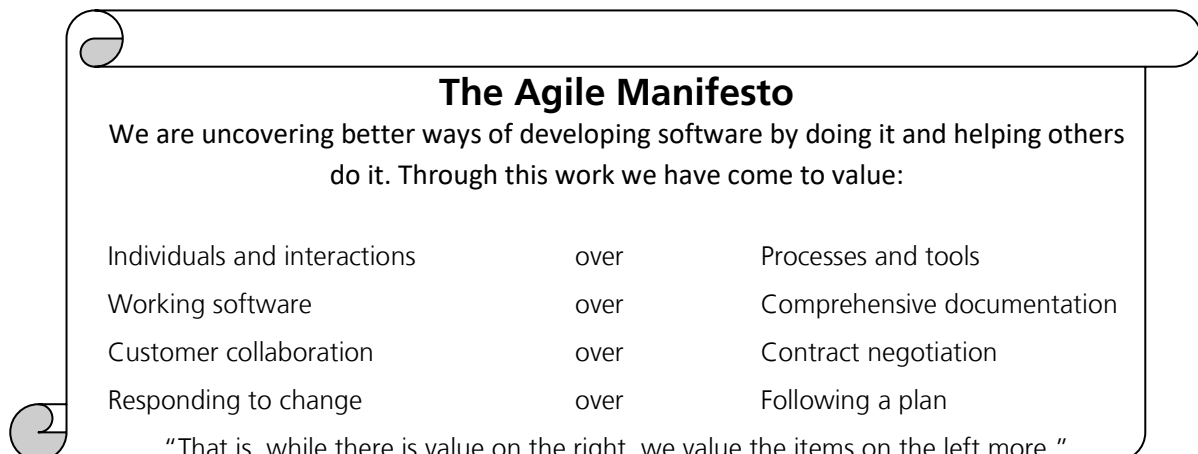 The Agile Manifesto
We are uncovering better ways of developing software by doing it and helping others
do it. Through this work we have come to value:
Individuals and interactions over Processes and tools
Working software over Comprehensive documentation
Customer collaboration over Contract negotiation
Responding to change over Following a plan
“That is, while there is value on the right, we value the items on the left more.”